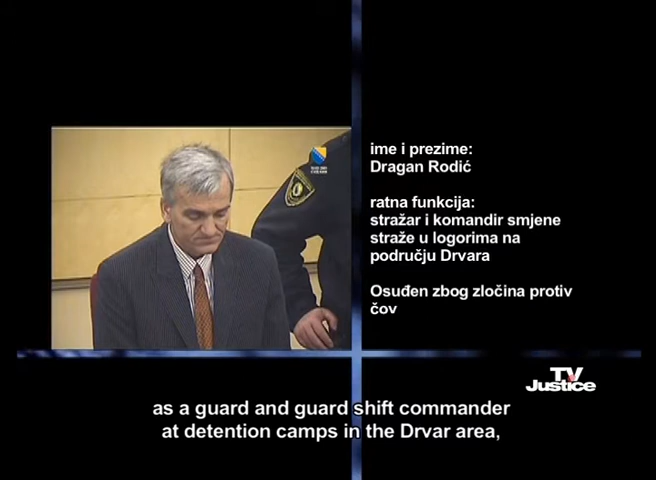 ime i prezime:
Dragan Rodić
ratna funkcija:
stražar i komandir smjene
straže u logorima na
području Drvara
Osuđen zbog zločina protiv
čov
TV
Justice
as a guard and guard shift commander
at detention camps in the Drvar area,